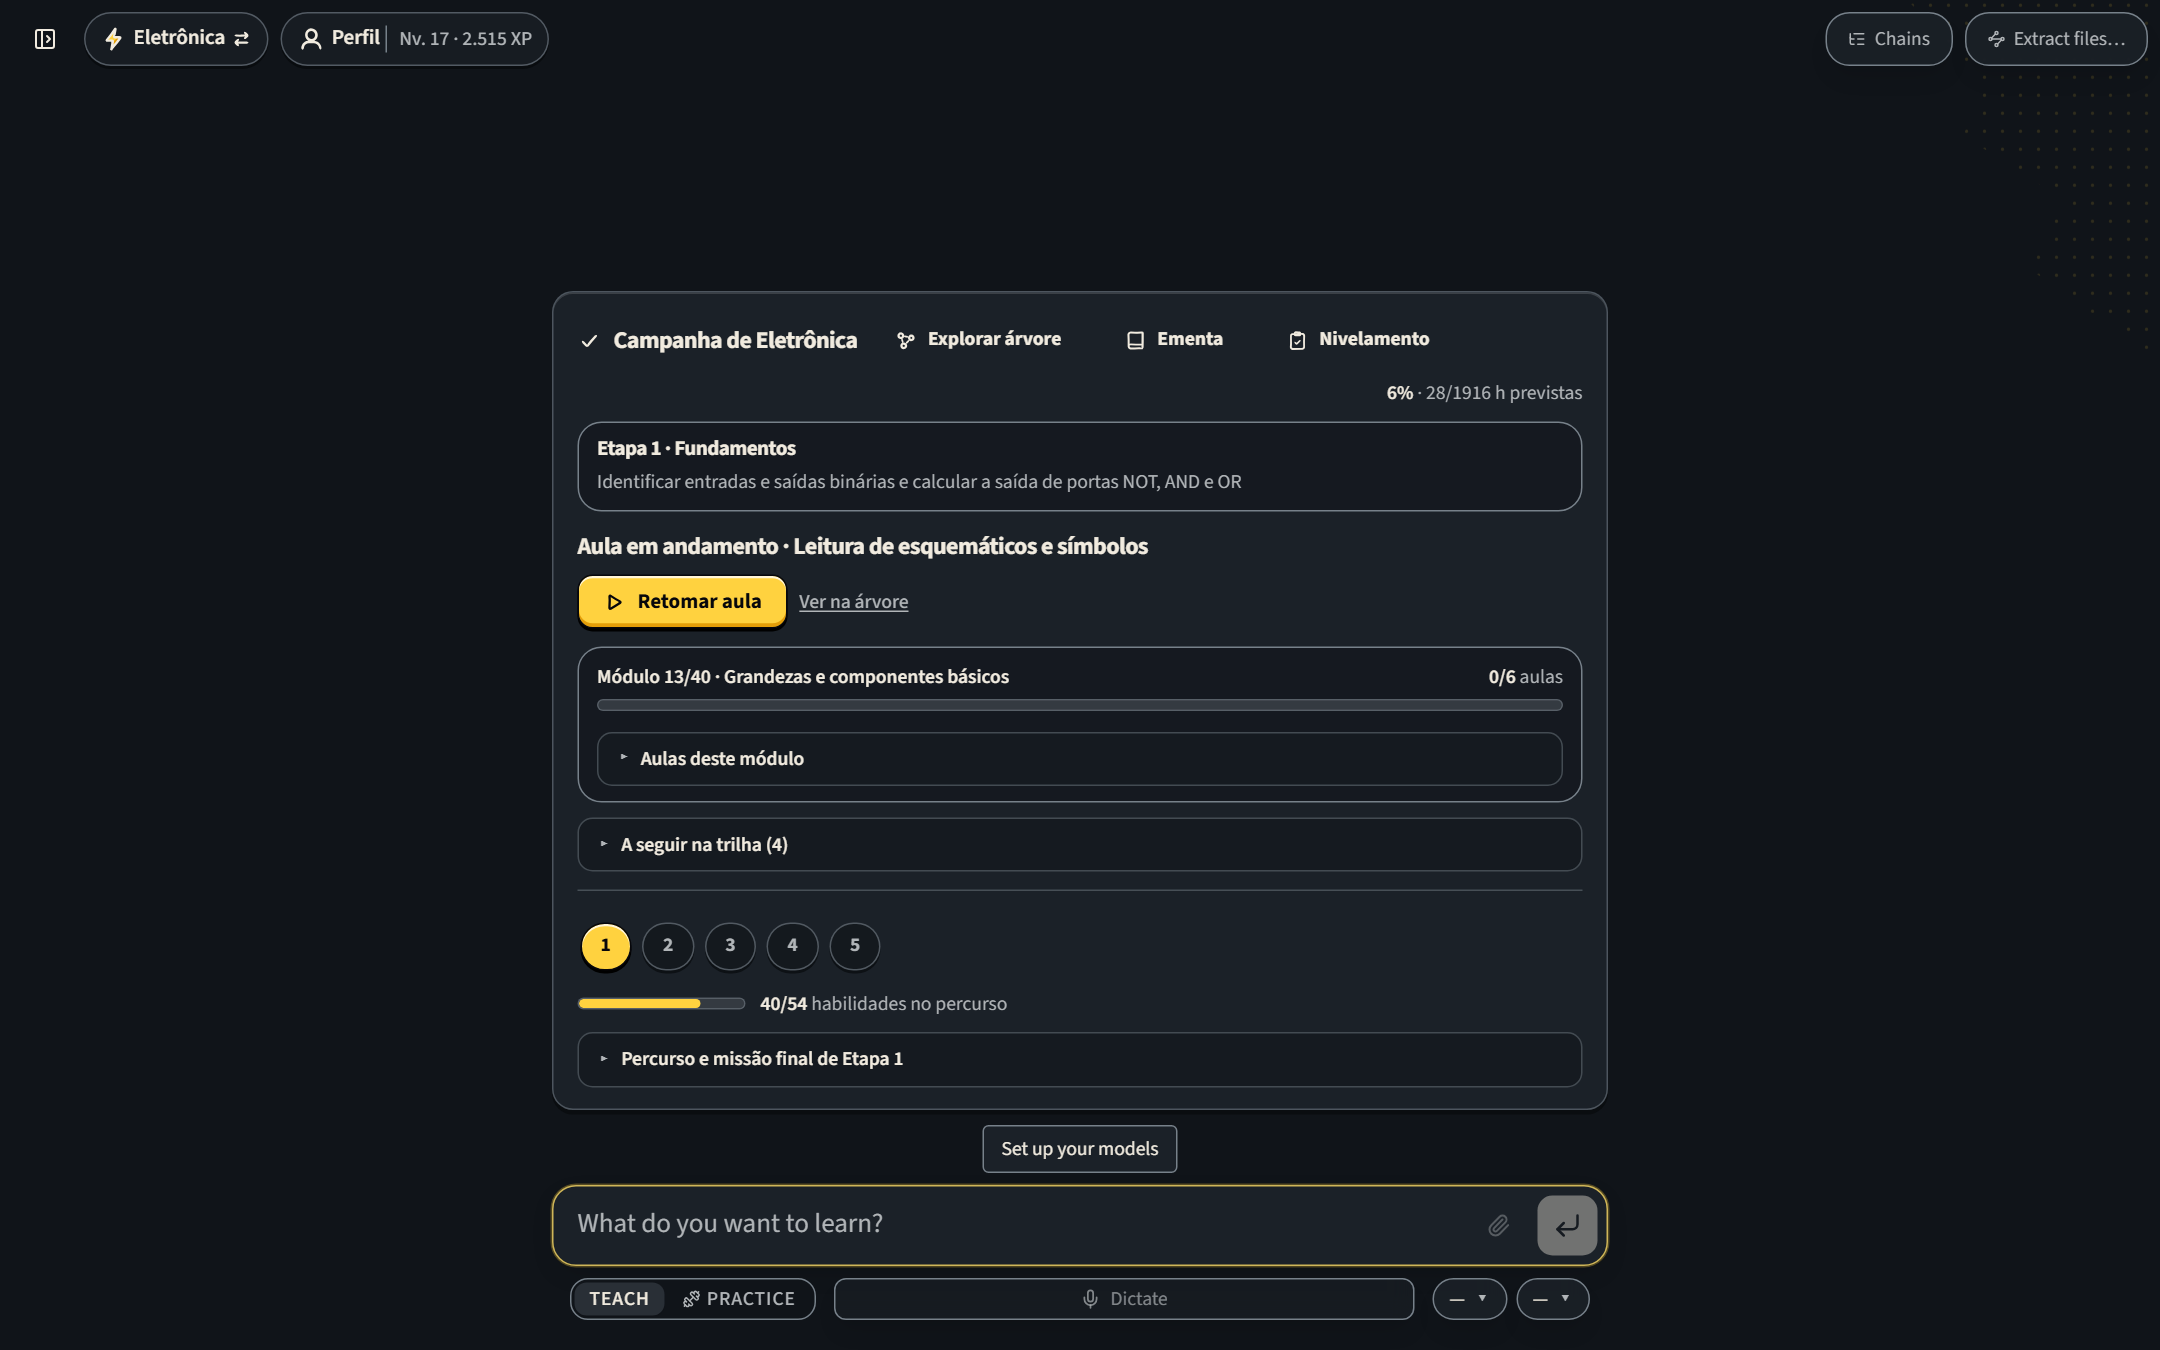 Eletrônica
Perfil Nv. 17 · 2.515 XP
Chains
Extract files…
Campanha de Eletrônica
Explorar árvore
Ementa
Nivelamento
6% · 28/1916 h previstas
Etapa 1 · Fundamentos
Identificar entradas e saídas binárias e calcular a saída de portas NOT, AND e OR
Aula em andamento · Leitura de esquemáticos e símbolos
Retomar aula
Ver na árvore
Módulo 13/40 · Grandezas e componentes básicos
0/6 aulas
Aulas deste módulo
A seguir na trilha (4)
1 2 3 4 5
40/54 habilidades no percurso
Percurso e missão final de Etapa 1
Set up your models
What do you want to learn?
TEACH
PRACTICE
Dictate
— —